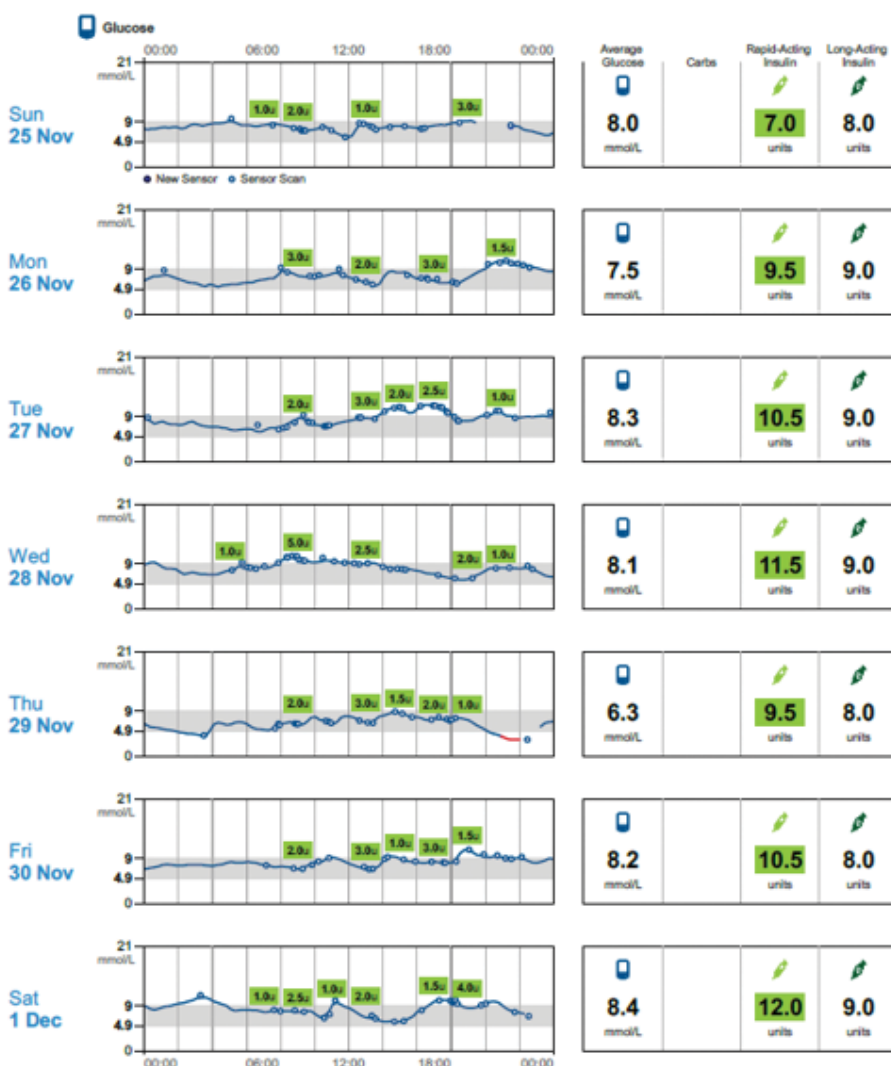 Glucose
00:00 06:00 12:00 18:00 00:00
Average Glucose Carbs Rapid-Acting Insulin Long-Acting Insulin
Sun
25 Nov
21
mmol/L
9
4.9
0
1.0u 2.0u 1.0u 3.0u
8.0 mmol/L 7.0 units 8.0 units
New Sensor Sensor Scan
Mon
26 Nov
21
mmol/L
9
4.9
0
3.0u 2.0u 3.0u 1.5u
7.5 mmol/L 9.5 units 9.0 units
Tue
27 Nov
21
mmol/L
9
4.9
0
2.0u 3.0u 2.0u 2.5u 1.0u
8.3 mmol/L 10.5 units 9.0 units
Wed
28 Nov
21
mmol/L
9
4.9
0
1.0u 5.0u 2.5u 2.0u 1.0u
8.1 mmol/L 11.5 units 9.0 units
Thu
29 Nov
21
mmol/L
9
4.9
0
2.0u 3.0u 1.5u 2.0u 1.0u
6.3 mmol/L 9.5 units 8.0 units
Fri
30 Nov
21
mmol/L
9
4.9
0
2.0u 3.0u 1.0u 3.0u 1.5u
8.2 mmol/L 10.5 units 8.0 units
Sat
1 Dec
21
mmol/L
9
4.9
0
1.0u 2.5u 1.0u 2.0u 1.5u 4.0u
8.4 mmol/L 12.0 units 9.0 units
00:00 06:00 12:00 18:00 00:00